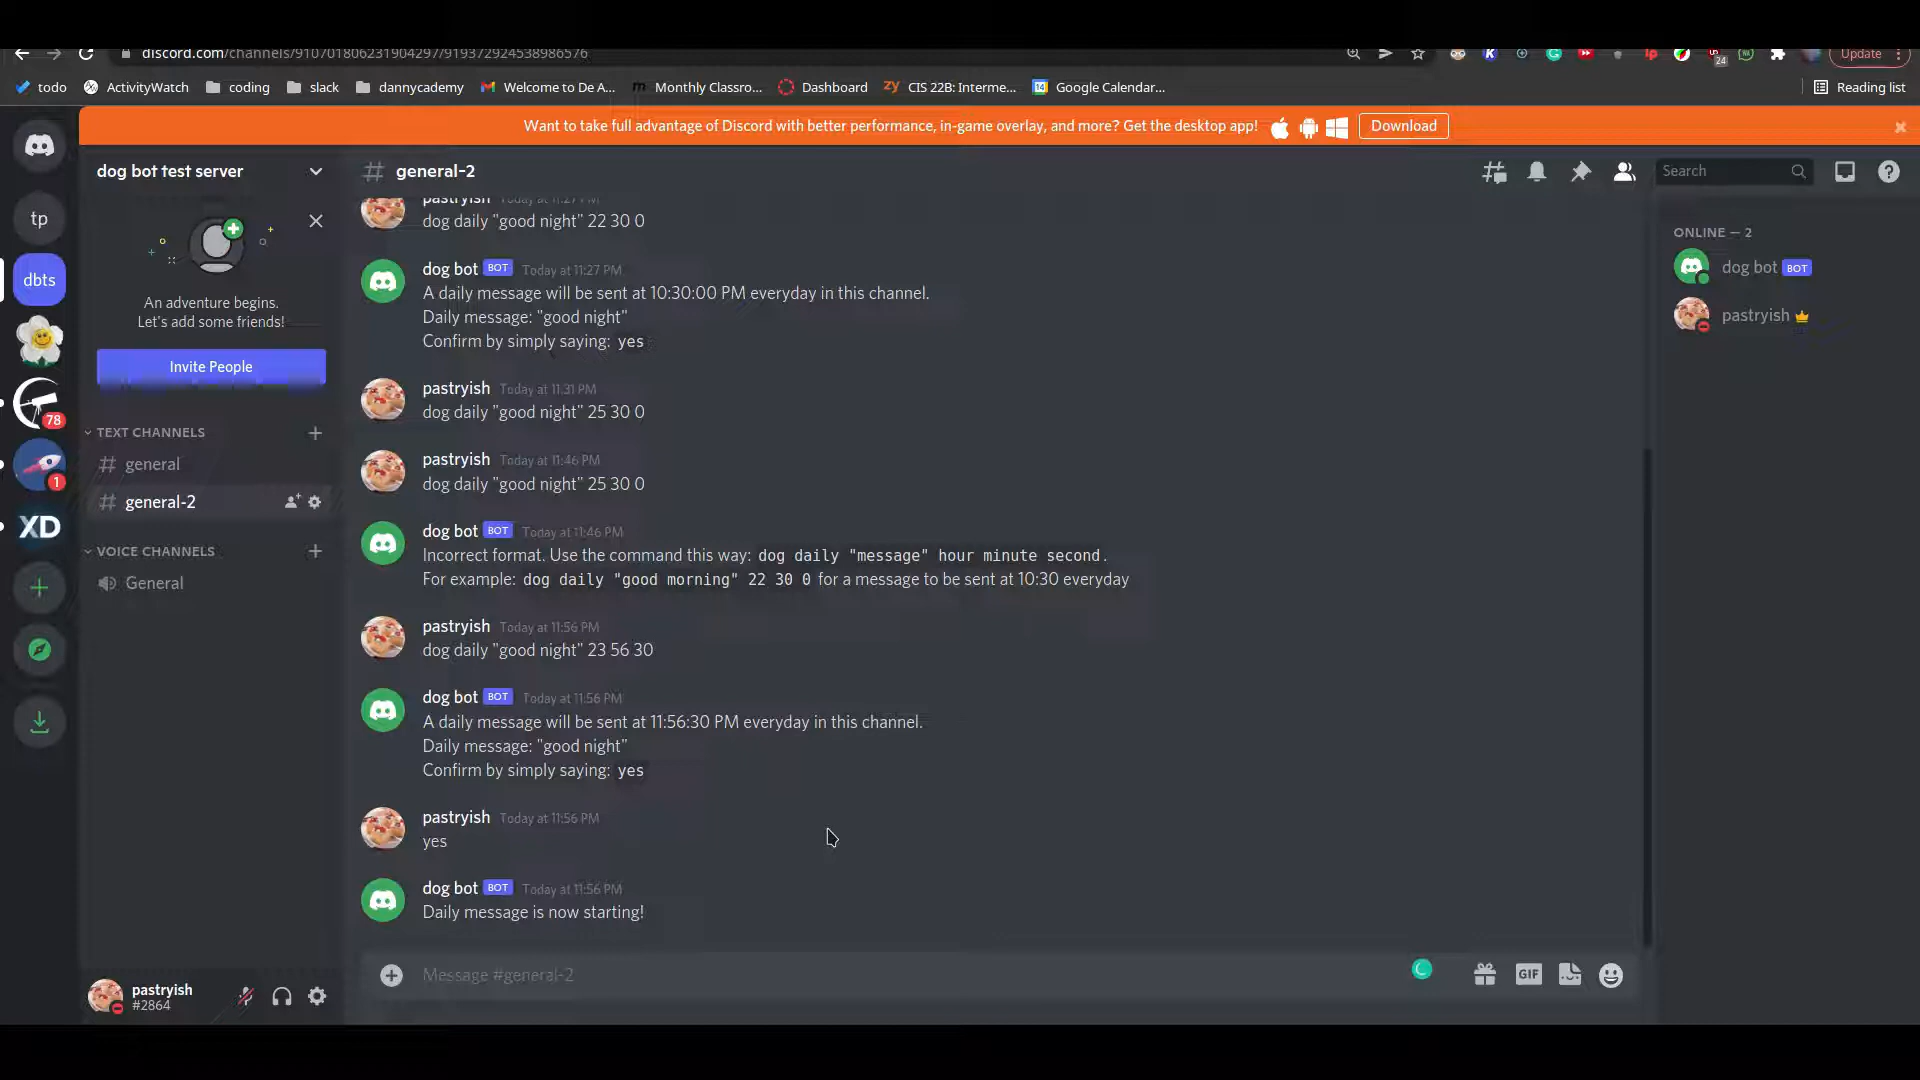 discord.com/channels/910701806231904297/919372924538986576
Update
24
todo
ActivityWatch
coding
slack
dannycademy
Welcome to De A...
Monthly Classro...
Dashboard
CIS 22B: Interme...
Google Calendar...
Reading list
Want to take full advantage of Discord with better performance, in-game overlay, and more? Get the desktop app!
Download
dog bot test server
general-2
Search
tp
dbts
78
1
XD
An adventure begins.
Let's add some friends!
Invite People
TEXT CHANNELS
general
general-2
VOICE CHANNELS
General
pastryish
#2864
pastryish Today at 11:27 PM
dog daily "good night" 22 30 0
dog bot BOT Today at 11:27 PM
A daily message will be sent at 10:30:00 PM everyday in this channel.
Daily message: "good night"
Confirm by simply saying: yes
pastryish Today at 11:31 PM
dog daily "good night" 25 30 0
pastryish Today at 11:46 PM
dog daily "good night" 25 30 0
dog bot BOT Today at 11:46 PM
Incorrect format. Use the command this way: dog daily "message" hour minute second.
For example: dog daily "good morning" 22 30 0 for a message to be sent at 10:30 everyday
pastryish Today at 11:56 PM
dog daily "good night" 23 56 30
dog bot BOT Today at 11:56 PM
A daily message will be sent at 11:56:30 PM everyday in this channel.
Daily message: "good night"
Confirm by simply saying: yes
pastryish Today at 11:56 PM
yes
dog bot BOT Today at 11:56 PM
Daily message is now starting!
Message #general-2
GIF
ONLINE — 2
dog bot BOT
pastryish